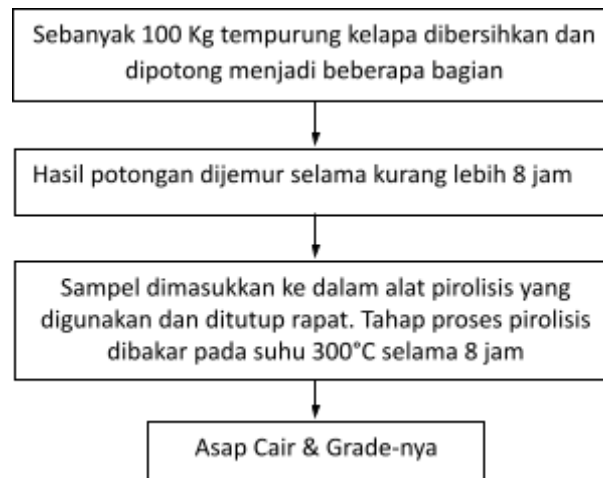 Sebanyak 100 Kg tempurung kelapa dibersihkan dan
dipotong menjadi beberapa bagian
Hasil potongan dijemur selama kurang lebih 8 jam
Sampel dimasukkan ke dalam alat pirolisis yang
digunakan dan ditutup rapat. Tahap proses pirolisis
dibakar pada suhu 300°C selama 8 jam
Asap Cair & Grade-nya